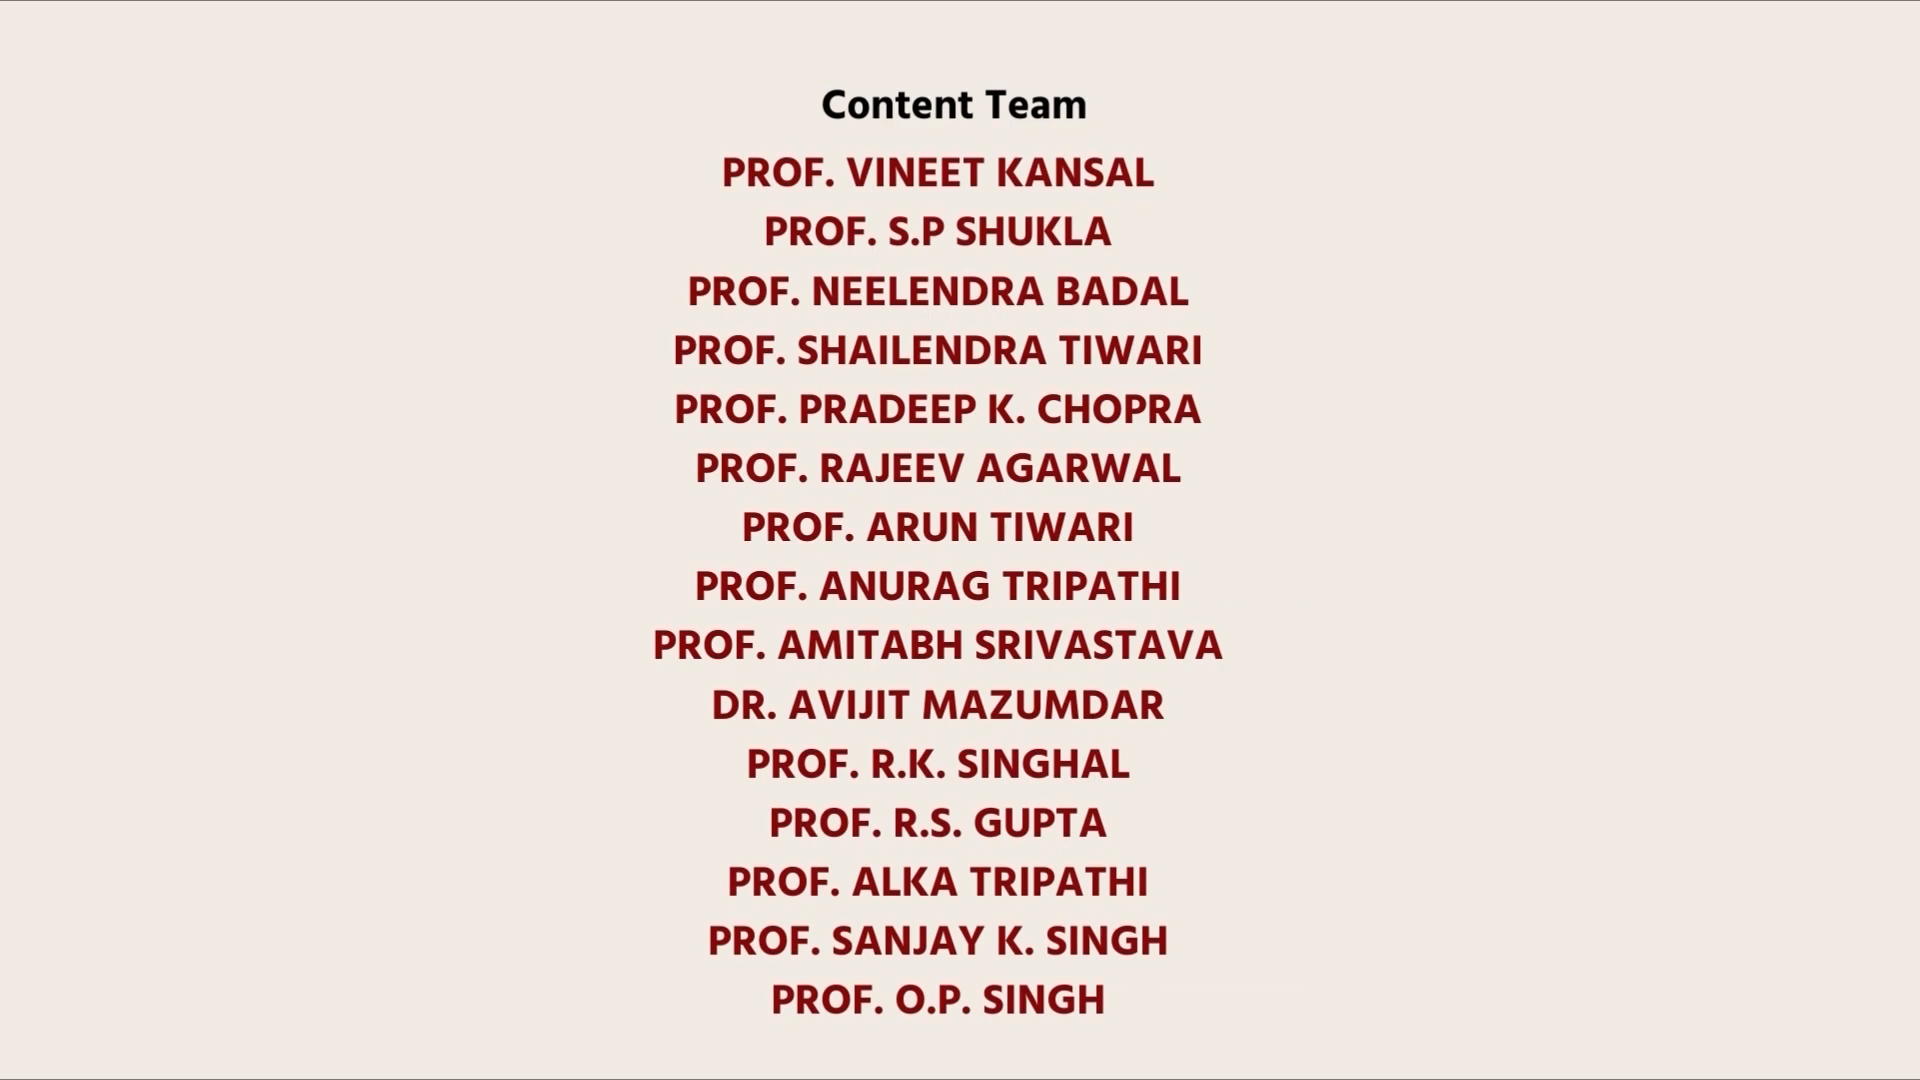 Content Team
PROF. VINEET KANSAL
PROF. S.P SHUKLA
PROF. NEELENDRA BADAL
PROF. SHAILENDRA TIWARI
PROF. PRADEEP K. CHOPRA
PROF. RAJEEV AGARWAL
PROF. ARUN TIWARI
PROF. ANURAG TRIPATHI
PROF. AMITABH SRIVASTAVA
DR. AVIJIT MAZUMDAR
PROF. R.K. SINGHAL
PROF. R.S. GUPTA
PROF. ALKA TRIPATHI
PROF. SANJAY K. SINGH
PROF. O.P. SINGH